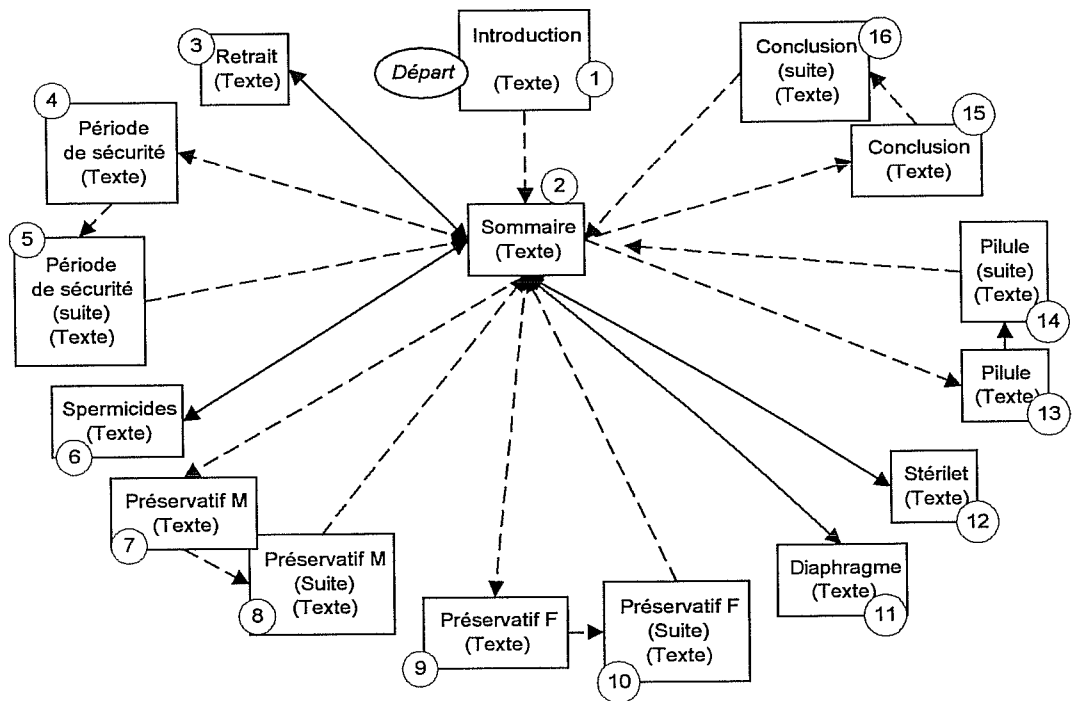 Départ
Introduction
(Texte)
1
2
Sommaire
(Texte)
3
Retrait
(Texte)
4
Période
de sécurité
(Texte)
5
Période
de sécurité
(suite)
(Texte)
Spermicides
(Texte)
6
Préservatif M
(Texte)
7
Préservatif M
(Suite)
(Texte)
8
Préservatif F
(Texte)
9
Préservatif F
(Suite)
(Texte)
10
Diaphragme
(Texte)
11
Stérilet
(Texte)
12
Pilule
(Texte)
13
Pilule
(suite)
(Texte)
14
15
Conclusion
(Texte)
16
Conclusion
(suite)
(Texte)